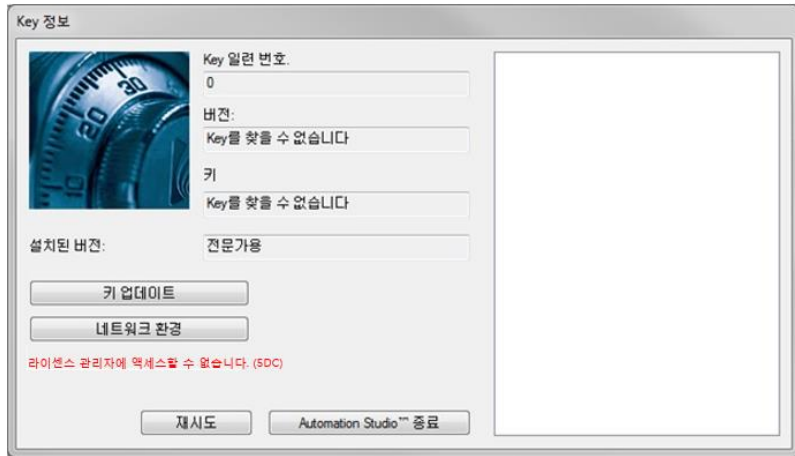 Key 정보
Key 일련 번호.
0
버전:
Key를 찾을 수 없습니다
키
Key를 찾을 수 없습니다
설치된 버전:
전문가용
키 업데이트
네트워크 환경
라이센스 관리자에 액세스할 수 없습니다. (5DC)
재시도
Automation Studio™ 종료
30
20
10